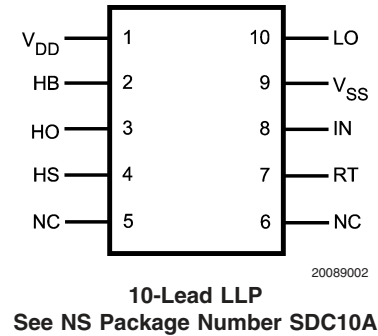 VDD 1 10 LO
HB 2 9 VSS
HO 3 8 IN
HS 4 7 RT
NC 5 6 NC
20089002
10-Lead LLP
See NS Package Number SDC10A